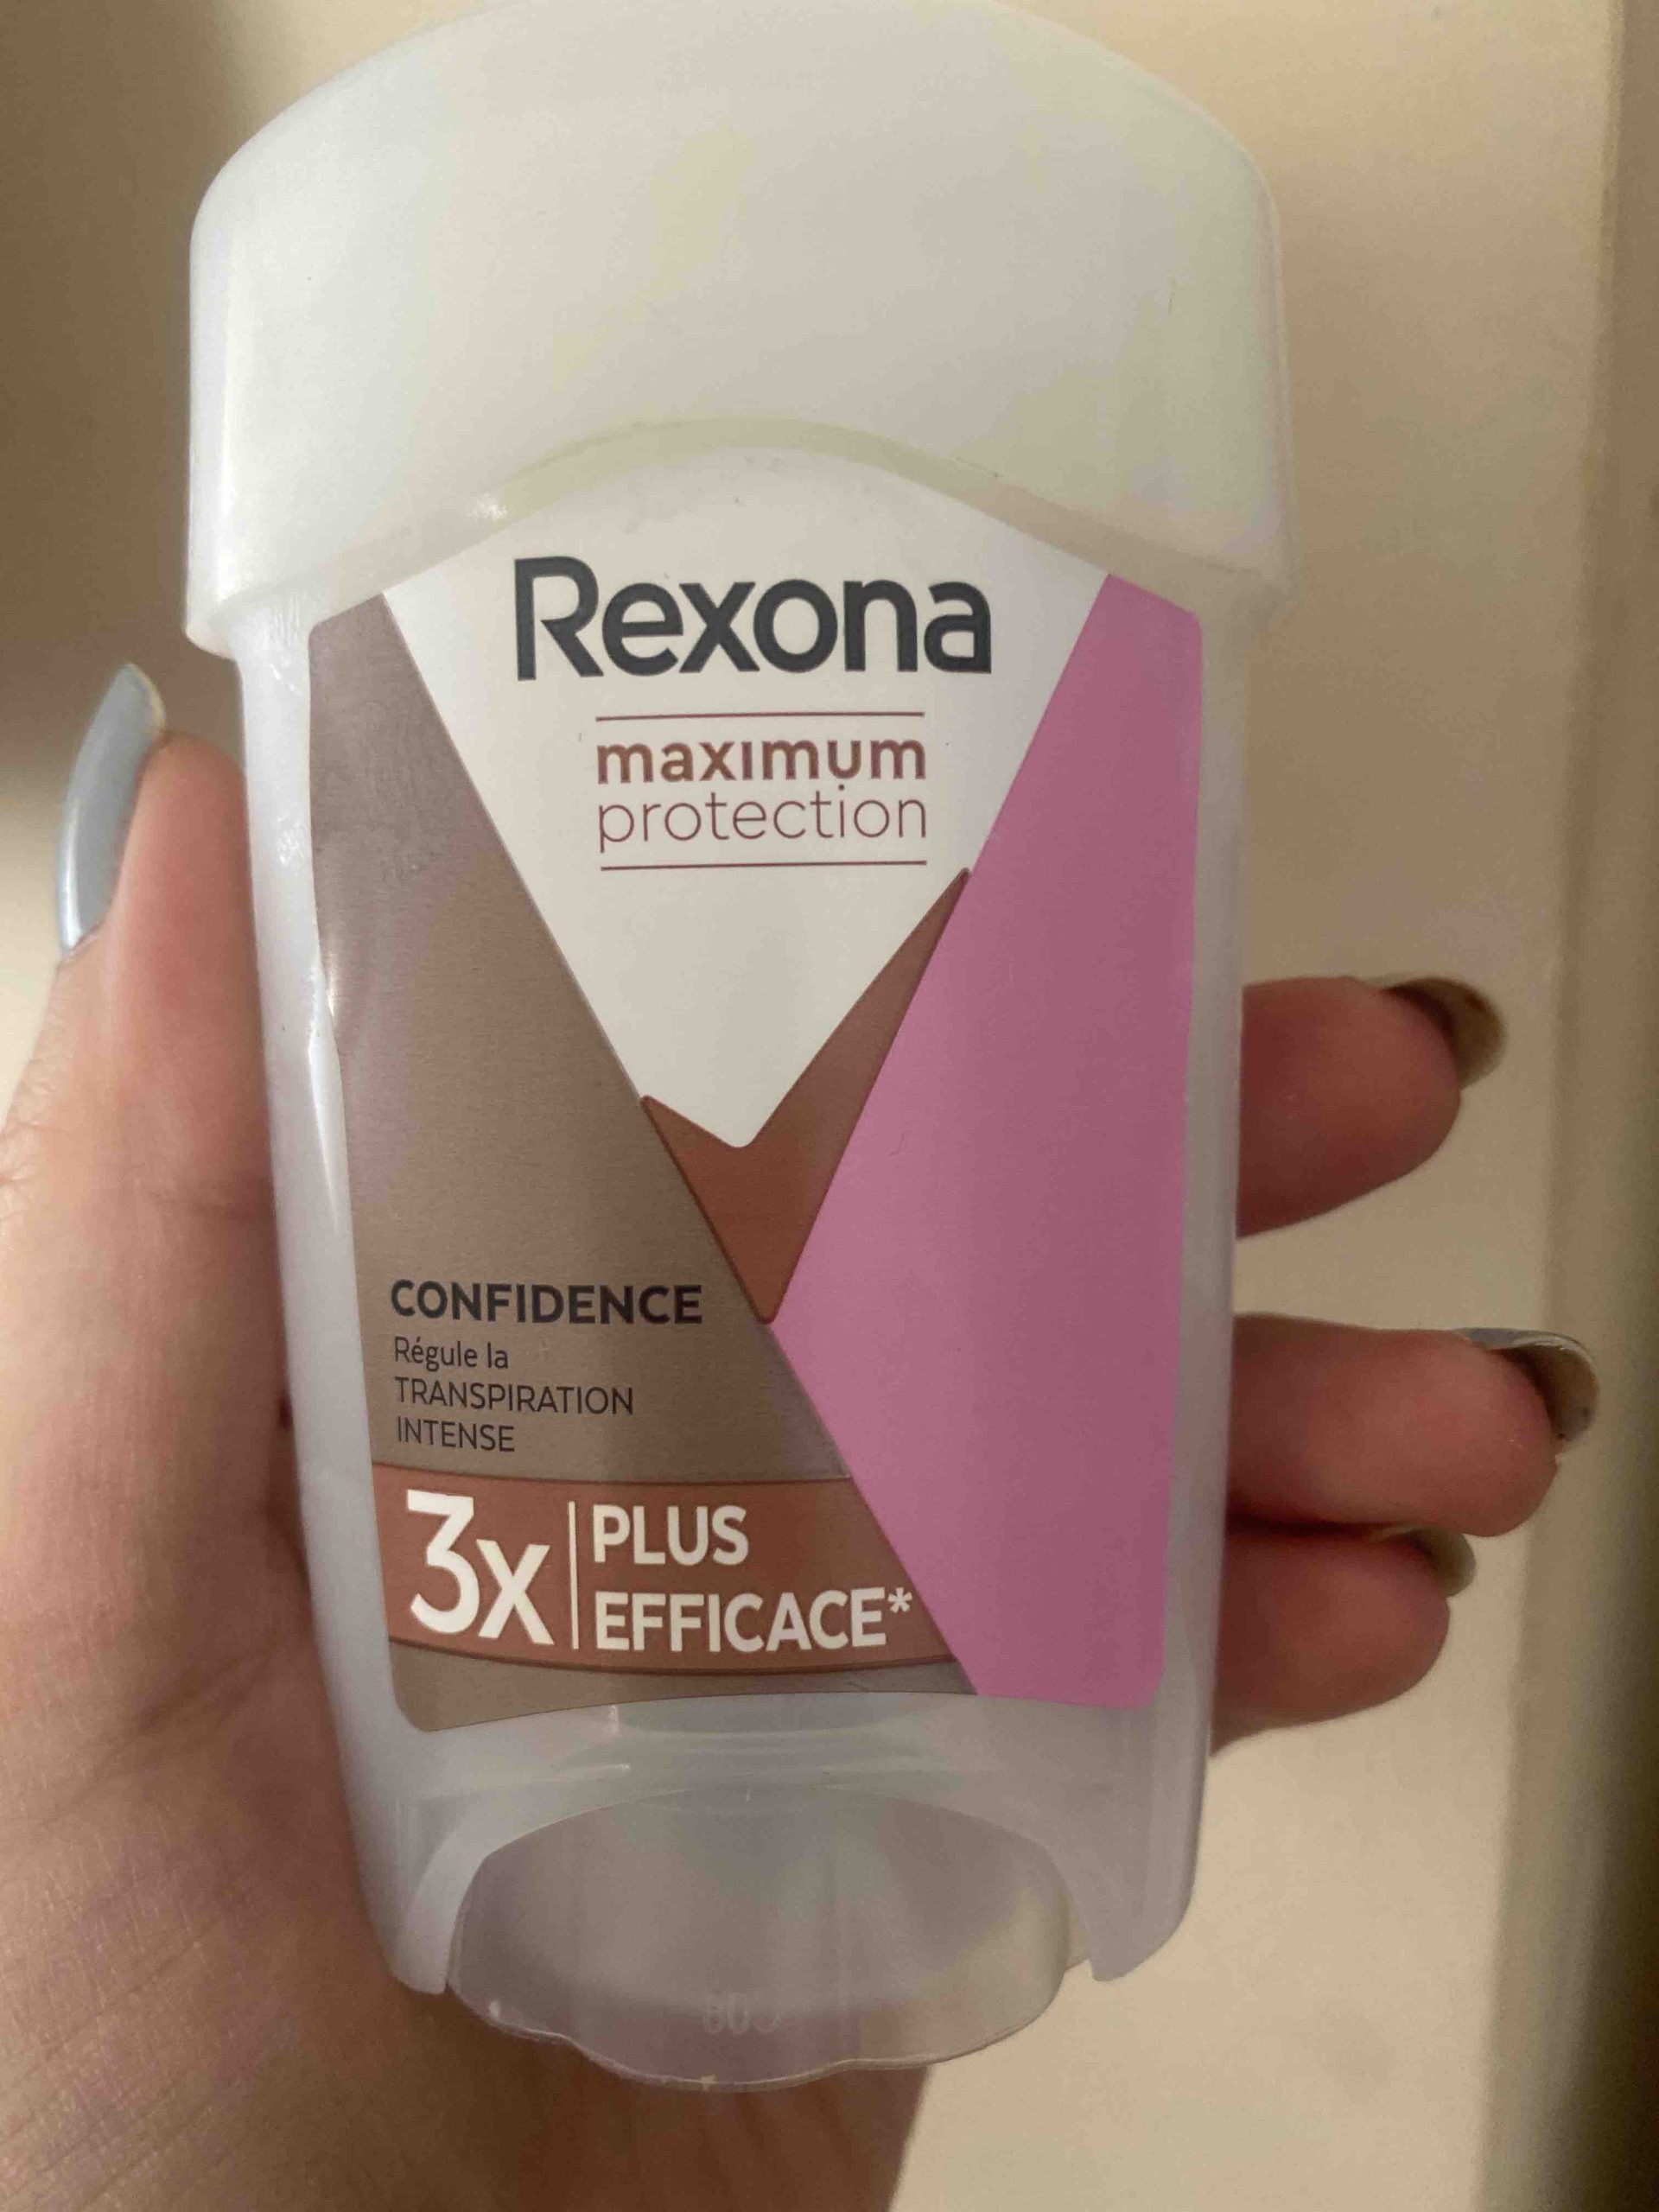 Rexona
maximum
protection
CONFIDENCE
Régule la
TRANSPIRATION
INTENSE
3x
PLUS
EFFICACE*